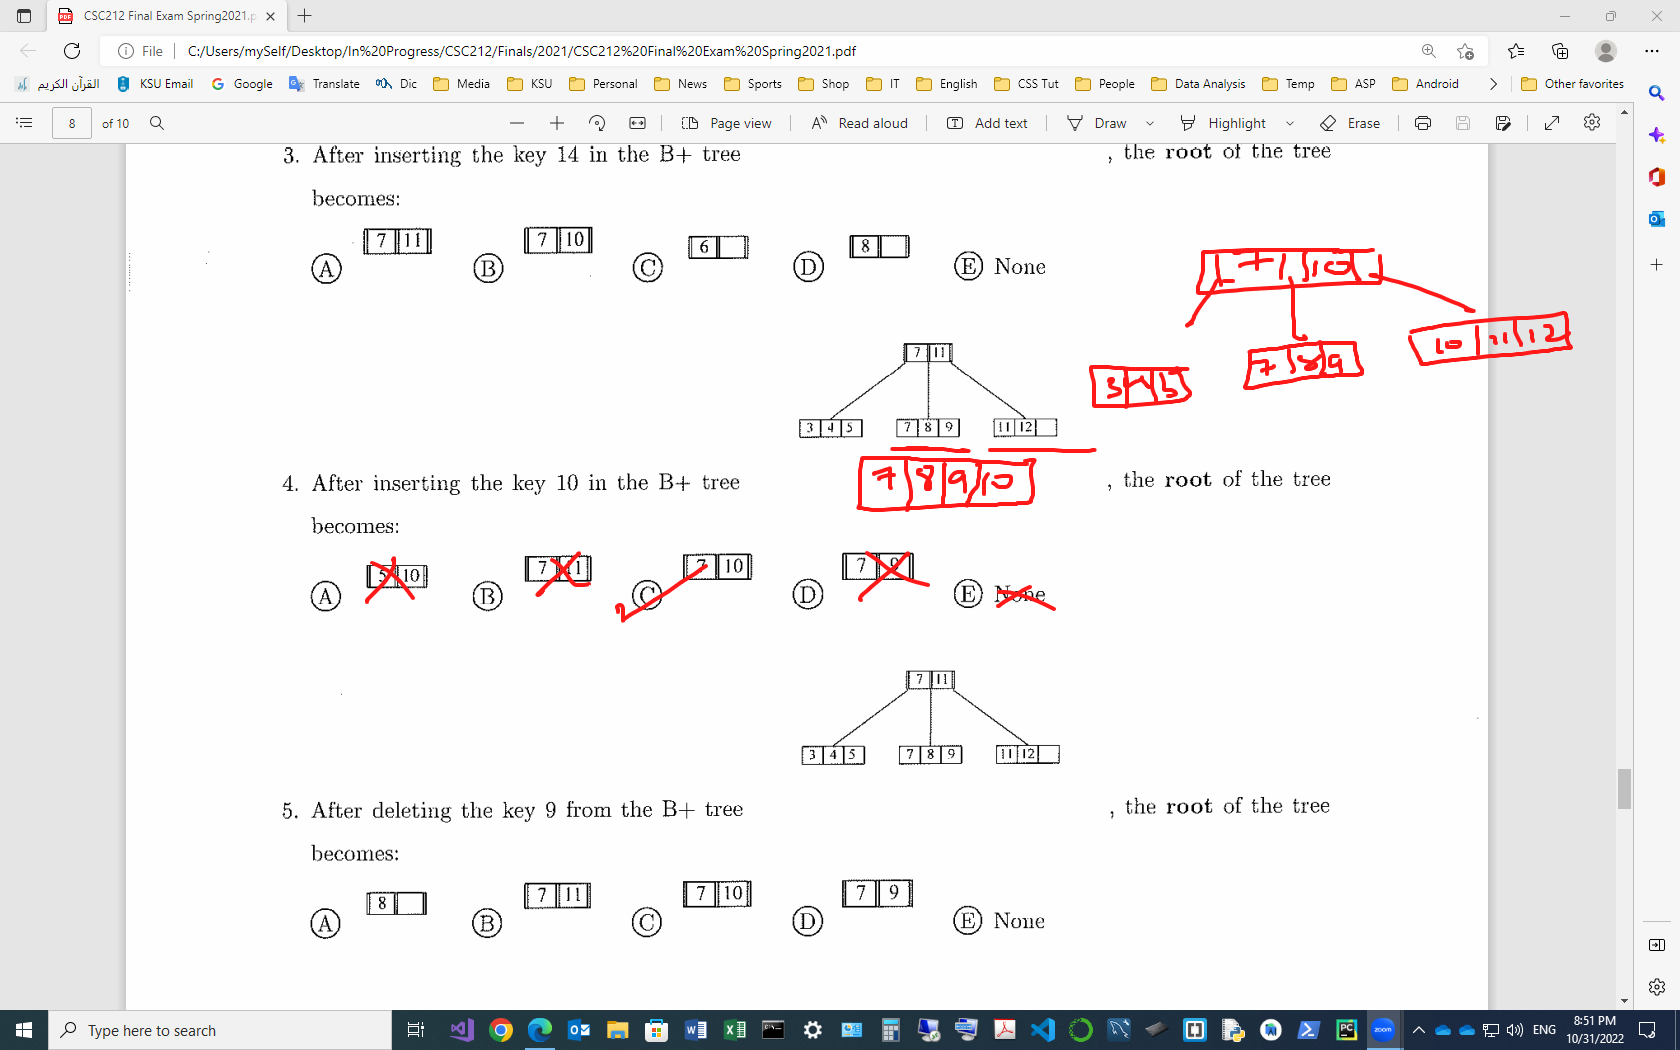 CSC212 Final Exam Spring2021.p
File C:/Users/mySelf/Desktop/In%20Progress/CSC212/Finals/2021/CSC212%20Final%20Exam%20Spring2021.pdf
القرآن الكريم KSU Email Google Translate Dic Media KSU Personal News Sports Shop IT English CSS Tut People Data Analysis Temp ASP Android Other favorites
8 of 10 Page view Read aloud Add text Draw Highlight Erase
3. After inserting the key 14 in the B+ tree , the root of the tree
becomes:
7 11 7 10 6 8
A B C D E None
7 10
10 11 12
7 8 9
3 4 5
7 11
3 4 5 7 8 9 11 12
7 8 9 10
4. After inserting the key 10 in the B+ tree , the root of the tree
becomes:
5 10 7 11 7 10 7 9
A B C D E None
7 11
3 4 5 7 8 9 11 12
5. After deleting the key 9 from the B+ tree , the root of the tree
becomes:
8 7 11 7 10 7 9
A B C D E None
Type here to search
zoom
ENG
8:51 PM
10/31/2022